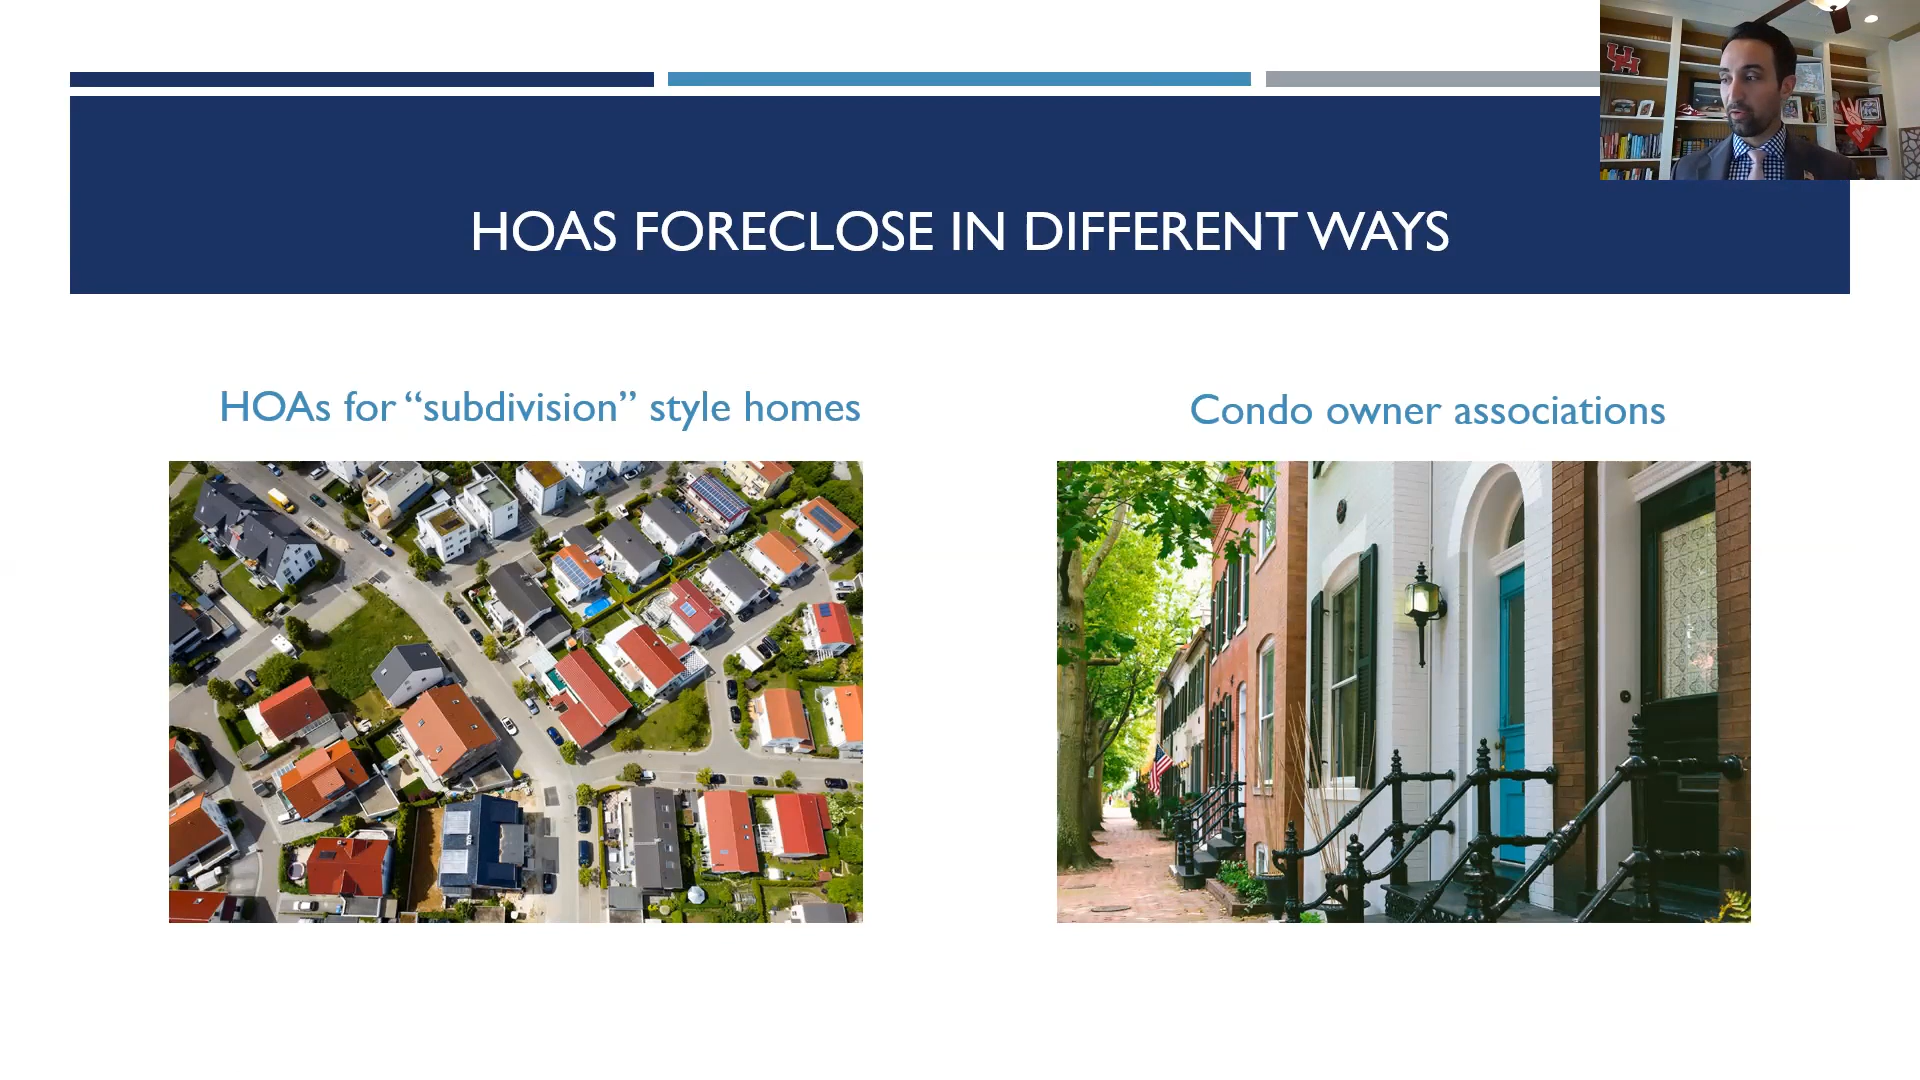 HOAS FORECLOSE IN DIFFERENT WAYS
HOAs for “subdivision” style homes
Condo owner associations